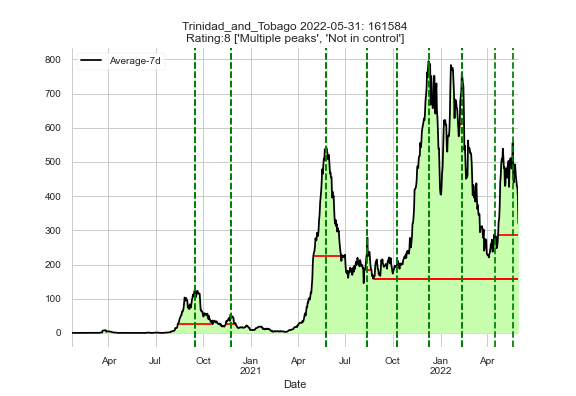 Trinidad_and_Tobago 2022-05-31: 161584
Rating:8 ['Multiple peaks', 'Not in control']
Average-7d
800
700
600
500
400
300
200
100
0
Apr Jul Oct Jan Apr Jul Oct Jan Apr
2021 2022
Date